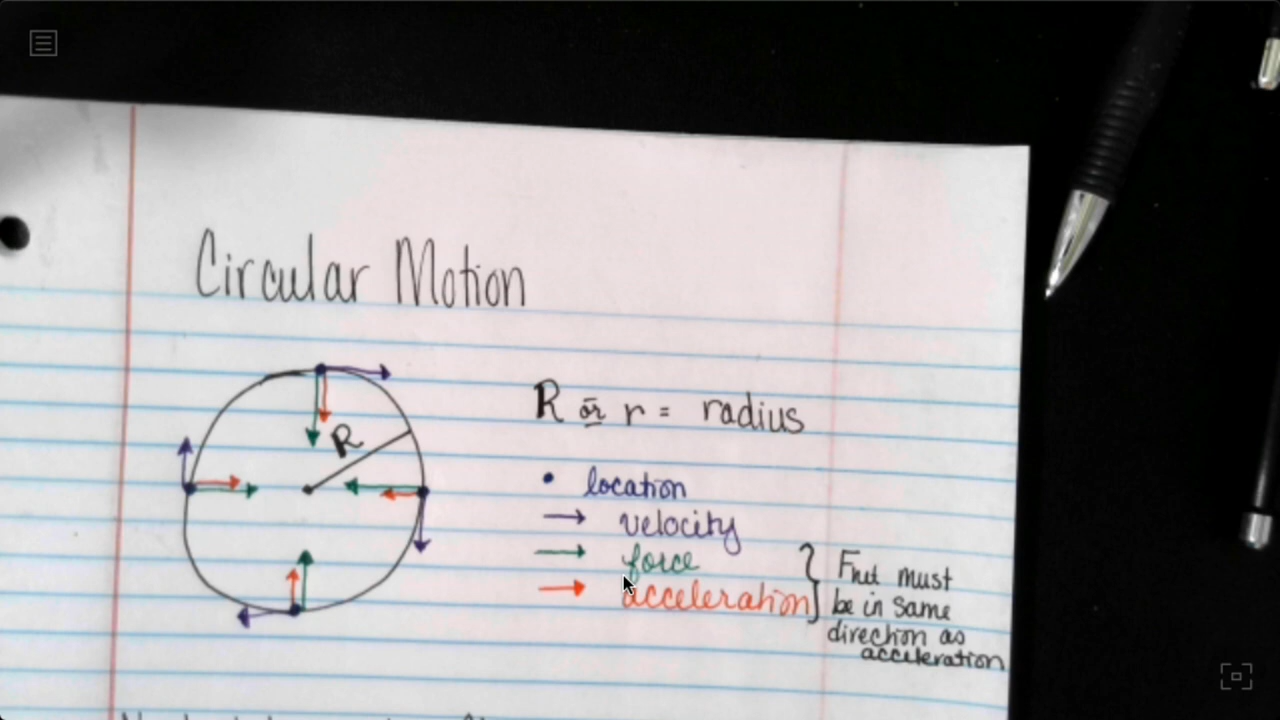 Circular Motion
R
R or r = radius
location
velocity
force
acceleration
Fnet must
be in same
direction as
acceleration